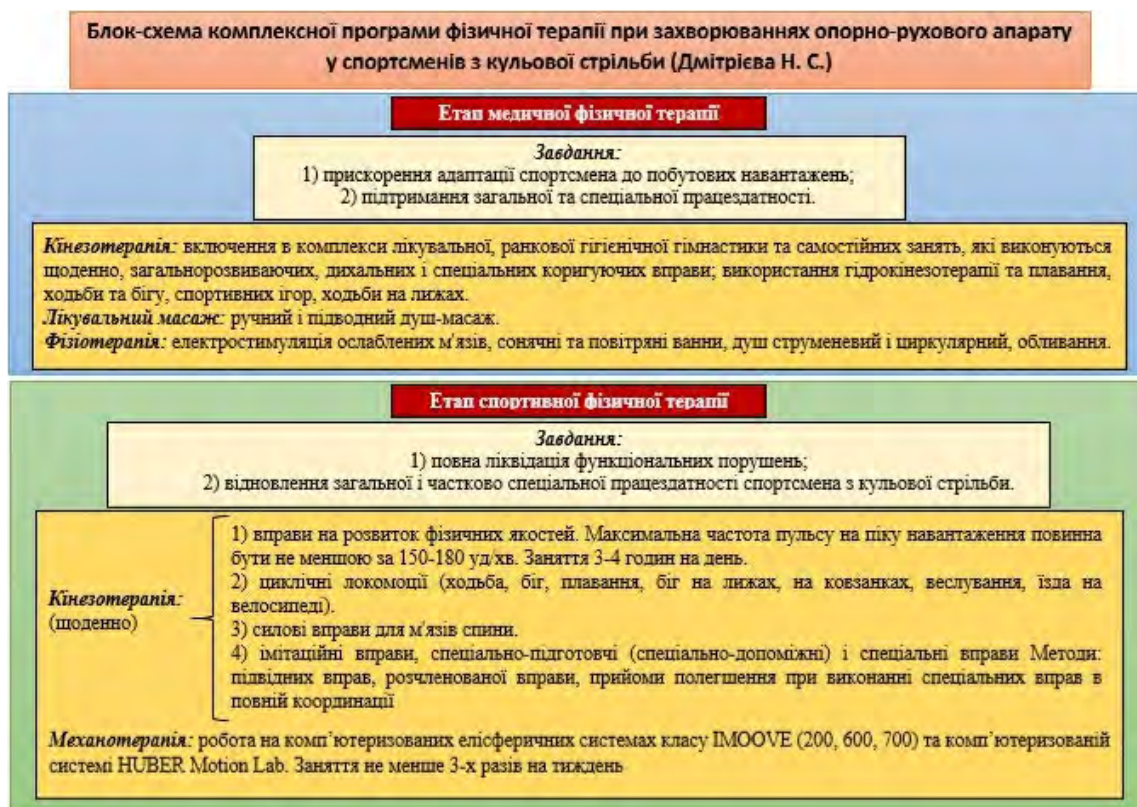 Блок-схема комплексної програми фізичної терапії при захворюваннях опорно-рухового апарату
у спортсменів з кульової стрільби (Дмітрієва Н. С.)
Етап медичної фізичної терапії
Завдання:
1) прискорення адаптації спортсмена до побутових навантажень;
2) підтримання загальної та спеціальної працездатності.
Кінезотерапія: включення в комплекси лікувальної, ранкової гігієнічної гімнастики та самостійних занять, які виконуються
щоденно, загальнорозвиваючих, дихальних і спеціальних коригуючих вправи; використання гідрокінезотерапії та плавання,
ходьби та бігу, спортивних ігор, ходьби на лижах.
Лікувальний масаж: ручний і підводний душ-масаж.
Фізіотерапія: електростимуляція ослаблених м'язів, сонячні та повітряні ванни, душ струменевий і циркулярний, обливання.
Етап спортивної фізичної терапії
Завдання:
1) повна ліквідація функціональних порушень;
2) відновлення загальної і частково спеціальної працездатності спортсмена з кульової стрільби.
Кінезотерапія:
(щоденно)
1) вправи на розвиток фізичних якостей. Максимальна частота пульсу на піку навантаження повинна
бути не меншою за 150-180 уд/хв. Заняття 3-4 годин на день.
2) циклічні локомоції (ходьба, біг, плавання, біг на лижах, на ковзанках, веслування, їзда на
велосипеді).
3) силові вправи для м'язів спини.
4) імітаційні вправи, спеціально-підготовчі (спеціально-допоміжні) і спеціальні вправи Методи:
підвідних вправ, розчленованої вправи, прийоми полегшення при виконанні спеціальних вправ в
повній координації
Механотерапія: робота на комп’ютеризованих елісферичних системах класу IMOOVE (200, 600, 700) та комп’ютеризованій
системі HUBER Motion Lab. Заняття не менше 3-х разів на тиждень